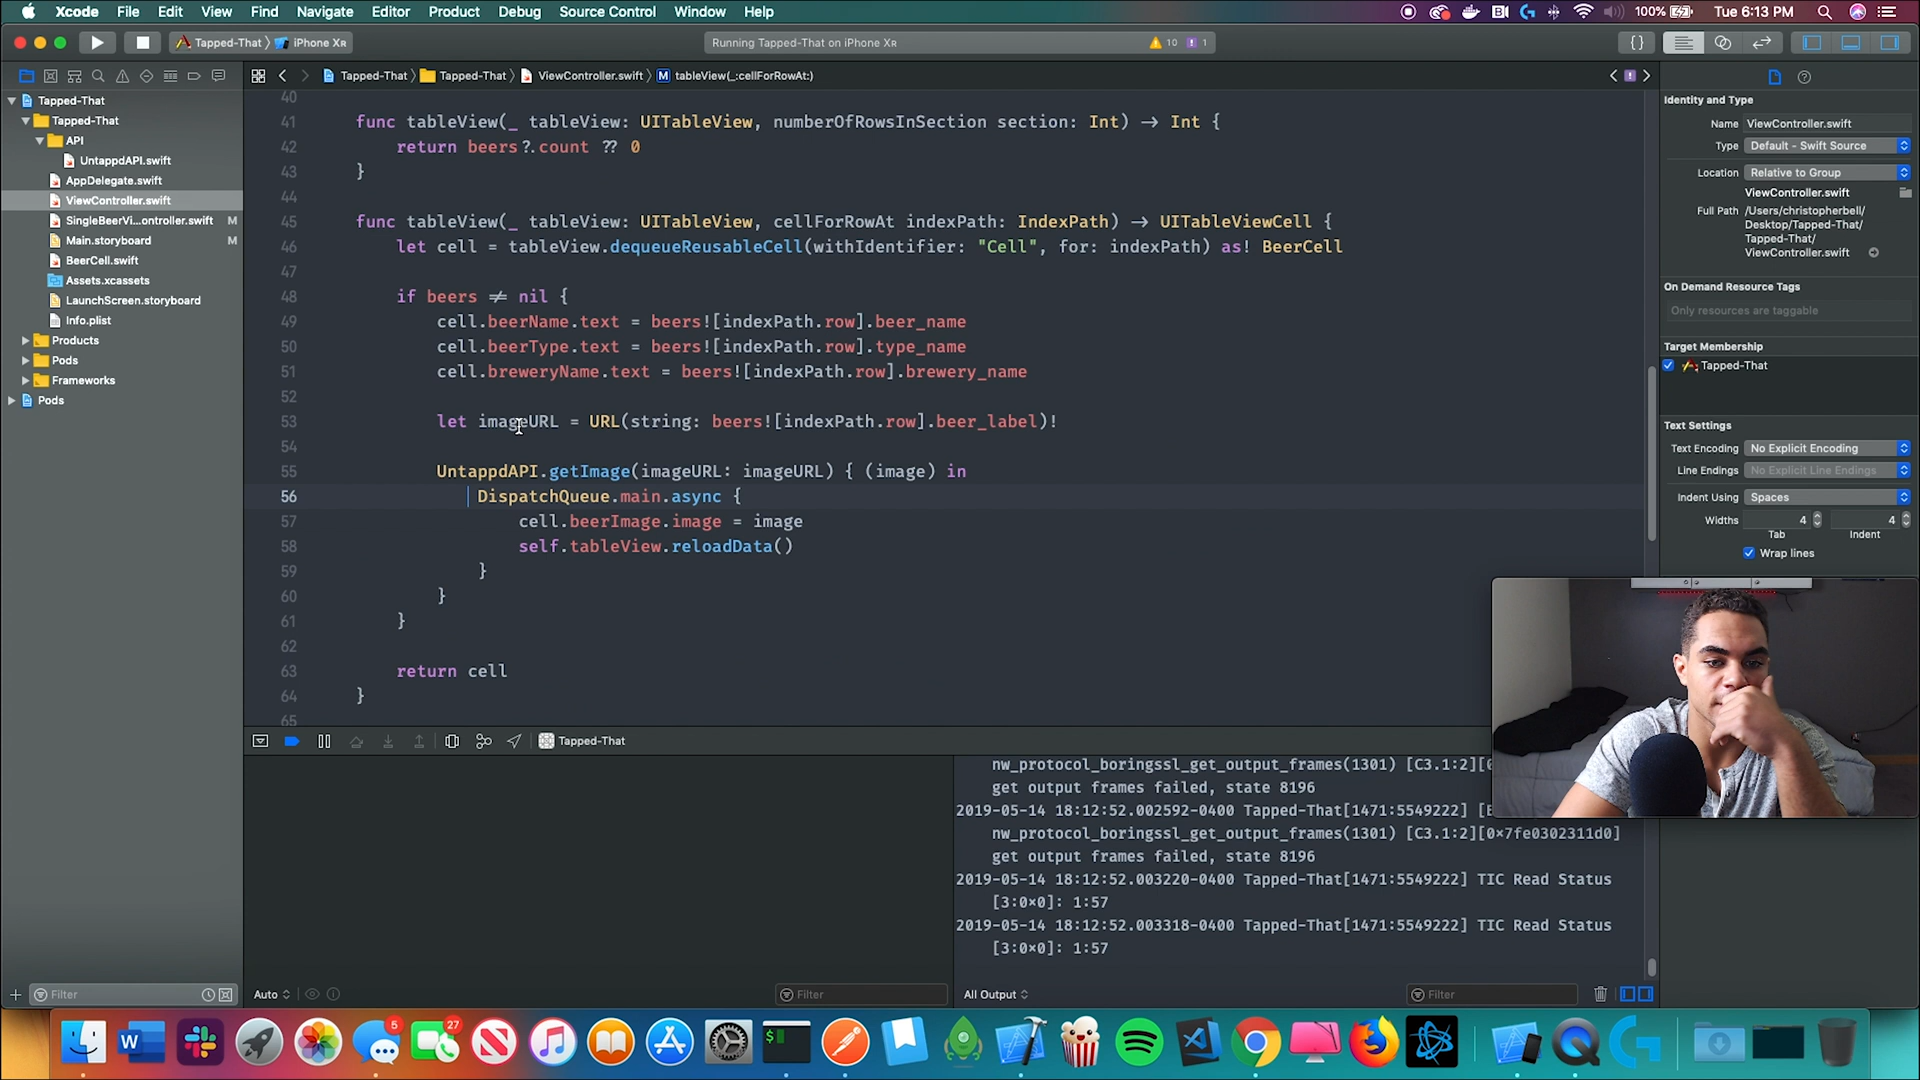 Xcode File Edit View Find Navigate Editor Product Debug Source Control Window Help
100% Tue 6:13 PM
Tapped-That iPhone XR
Running Tapped-That on iPhone XR
10 1
Tapped-That Tapped-That ViewController.swift M tableView(_:cellForRowAt:)
Tapped-That
Tapped-That
API
UntappdAPI.swift
AppDelegate.swift
ViewController.swift
SingleBeerVi...ontroller.swift M
Main.storyboard M
BeerCell.swift
Assets.xcassets
LaunchScreen.storyboard
Info.plist
Products
Pods
Frameworks
Pods
Filter
40
41 func tableView(_ tableView: UITableView, numberOfRowsInSection section: Int) -> Int {
42 return beers?.count ?? 0
43 }
44
45 func tableView(_ tableView: UITableView, cellForRowAt indexPath: IndexPath) -> UITableViewCell {
46 let cell = tableView.dequeueReusableCell(withIdentifier: "Cell", for: indexPath) as! BeerCell
47
48 if beers != nil {
49 cell.beerName.text = beers![indexPath.row].beer_name
50 cell.beerType.text = beers![indexPath.row].type_name
51 cell.breweryName.text = beers![indexPath.row].brewery_name
52
53 let imageURL = URL(string: beers![indexPath.row].beer_label)!
54
55 UntappdAPI.getImage(imageURL: imageURL) { (image) in
56 DispatchQueue.main.async {
57 cell.beerImage.image = image
58 self.tableView.reloadData()
59 }
60 }
61 }
62
63 return cell
64 }
65
Tapped-That
Auto
Filter
nw_protocol_boringssl_get_output_frames(1301) [C3.1:2][0
get output frames failed, state 8196
2019-05-14 18:12:52.002592-0400 Tapped-That[1471:5549222] [B
nw_protocol_boringssl_get_output_frames(1301) [C3.1:2][0x7fe0302311d0]
get output frames failed, state 8196
2019-05-14 18:12:52.003220-0400 Tapped-That[1471:5549222] TIC Read Status
[3:0x0]: 1:57
2019-05-14 18:12:52.003318-0400 Tapped-That[1471:5549222] TIC Read Status
[3:0x0]: 1:57
All Output
Filter
Identity and Type
Name ViewController.swift
Type Default - Swift Source
Location Relative to Group
ViewController.swift
Full Path /Users/christopherbell/
Desktop/Tapped-That/
Tapped-That/
ViewController.swift
On Demand Resource Tags
Only resources are taggable
Target Membership
Tapped-That
Text Settings
Text Encoding No Explicit Encoding
Line Endings No Explicit Line Endings
Indent Using Spaces
Widths 4 4
Tab Indent
Wrap lines
W
5
27
$